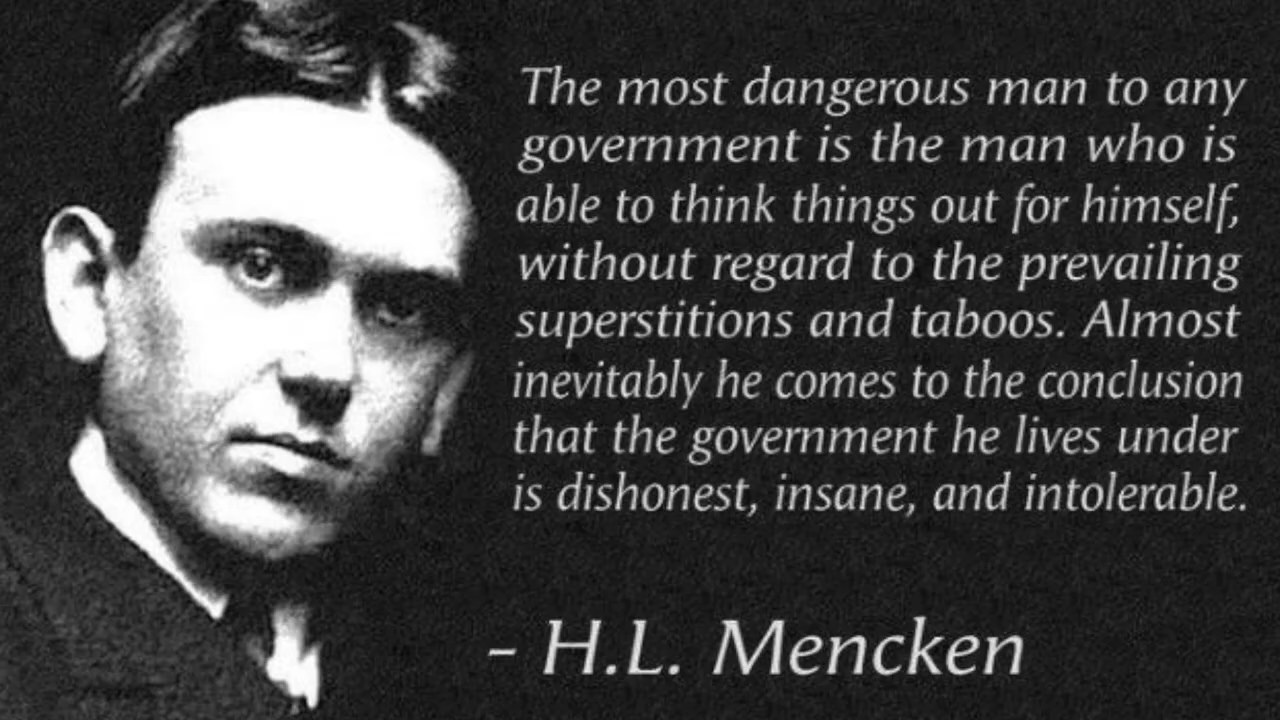 The most dangerous man to any
government is the man who is
able to think things out for himself,
without regard to the prevailing
superstitions and taboos. Almost
inevitably he comes to the conclusion
that the government he lives under
is dishonest, insane, and intolerable.
- H.L. Mencken